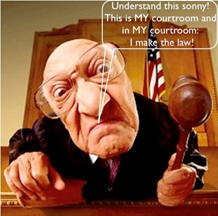 Understand this sonny!
This is MY courtroom and
in MY courtroom:
I make the law!